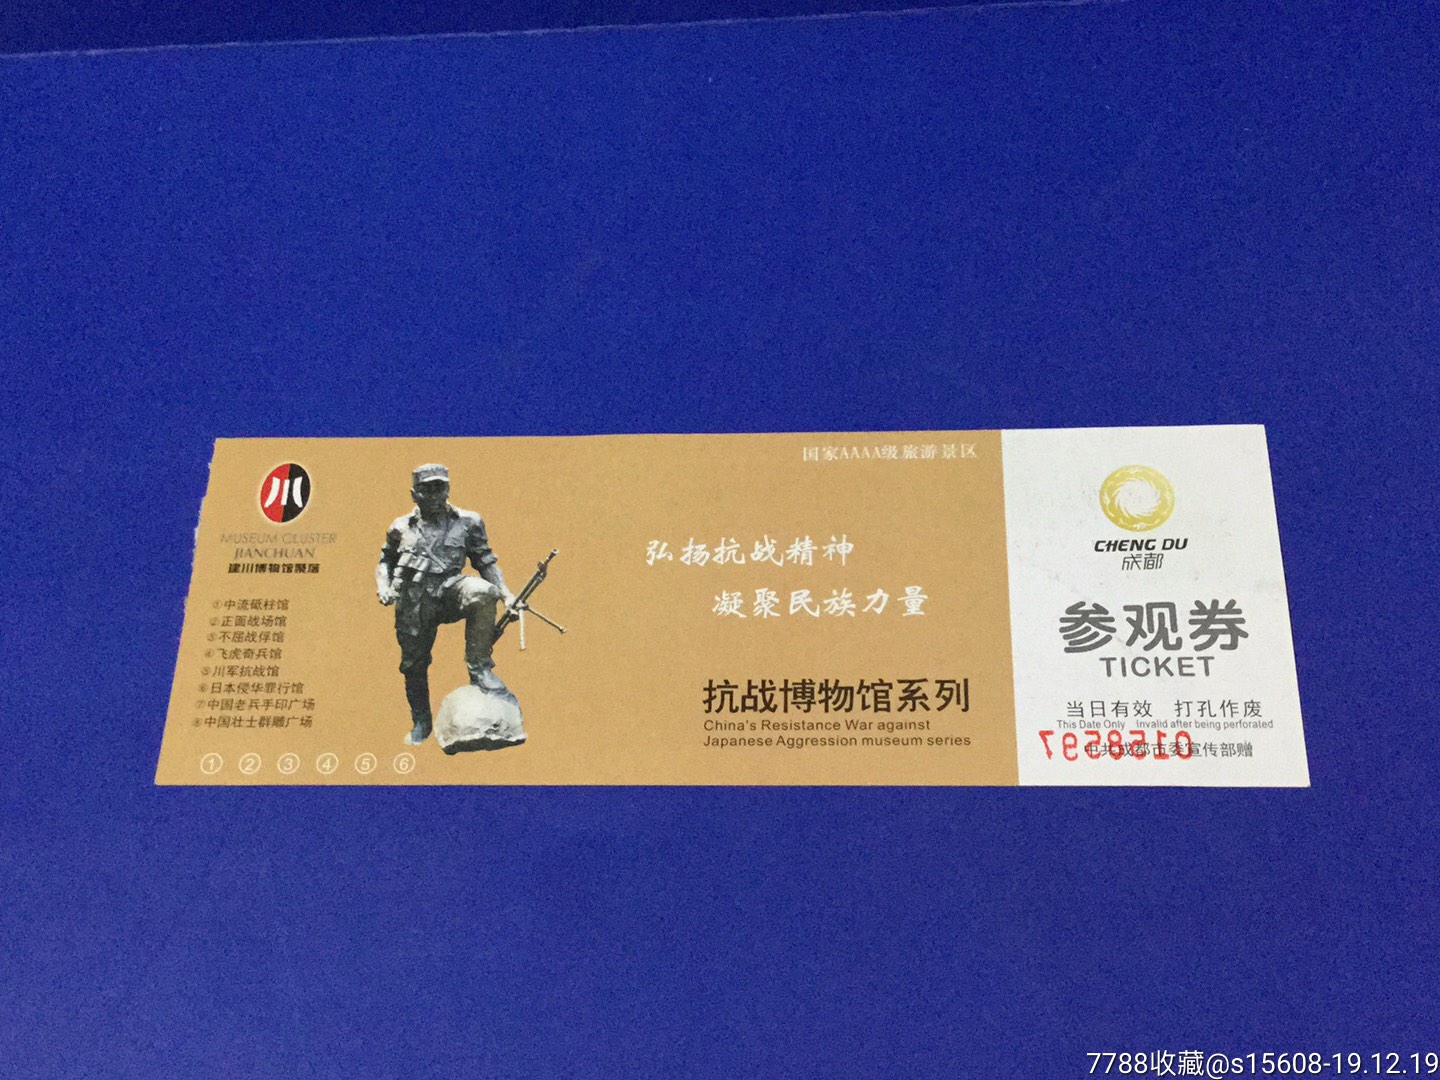 国家AAAA级旅游景区
川
MUSEUM CLUSTER
JIANCHUAN
建川博物馆聚落
①中流砥柱馆
②正面战场馆
③不屈战俘馆
④飞虎奇兵馆
⑤川军抗战馆
⑥日本侵华罪行馆
⑦中国老兵手印广场
⑧中国壮士群雕广场
① ② ③ ④ ⑤ ⑥
弘扬抗战精神
凝聚民族力量
抗战博物馆系列
China's Resistance War against
Japanese Aggression museum series
CHENG DU
成都
参观券
TICKET
当日有效 打孔作废
This Date Only Invalid after being perforated
中共成都市委宣传部赠
0158597
7788收藏@s15608-19.12.19